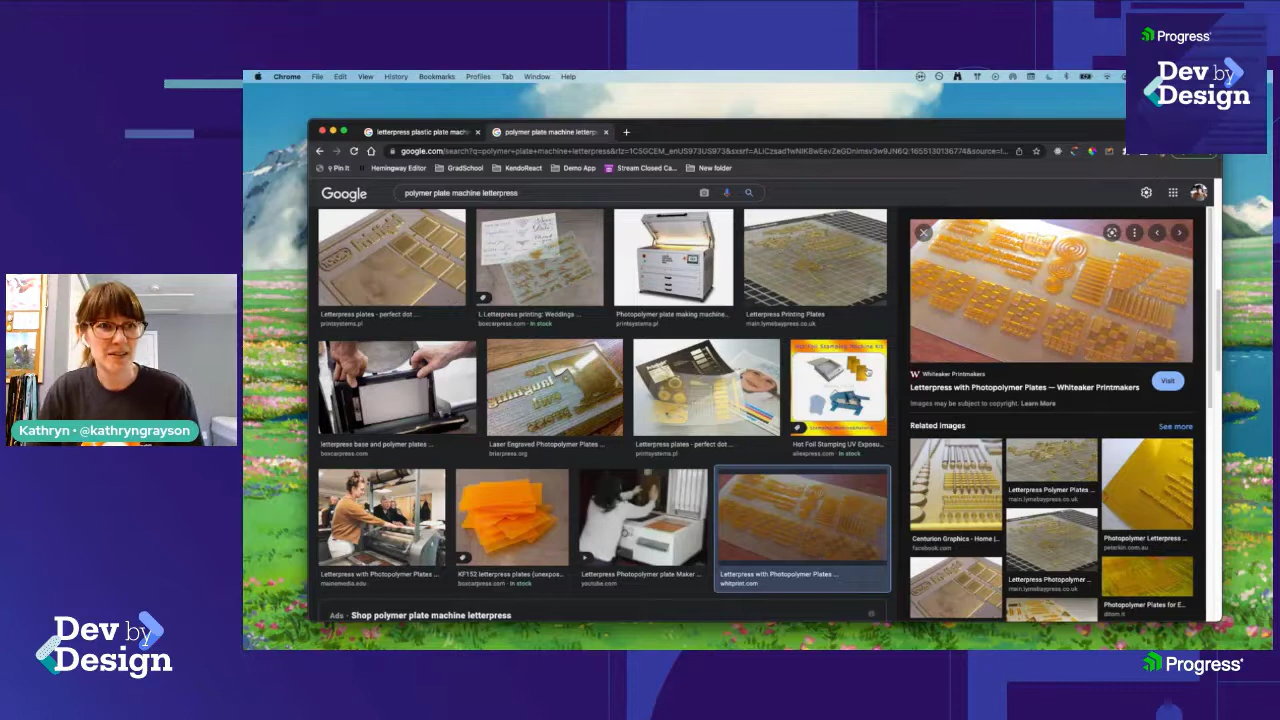 Progress
Dev by
Design
Chrome File Edit View History Bookmarks Profiles Tab Window Help
letterpress plastic plate mach
polymer plate machine letterpr
Pin It
Hemingway Editor
GradSchool
KendoReact
Demo App
Stream Closed Ca...
New folder
Google
polymer plate machine letterpress
Letterpress plates - perfect dot ...
printsystems.pl
L Letterpress printing: Weddings ...
boxcarpress.com · In stock
Photopolymer plate making machine...
printsystems.pl
Letterpress Printing Plates
main.lymebaypress.co.uk
letterpress base and polymer plates ...
boxcarpress.com
Laser Engraved Photopolymer Plates ...
briarpress.org
Letterpress plates - perfect dot ...
printsystems.pl
Hot Foil Stamping UV Exposu...
aliexpress.com · In stock
Letterpress with Photopolymer Plates ...
mainemedia.edu
KF152 letterpress plates (unexpos...
boxcarpress.com · In stock
Letterpress Photopolymer plate Maker ...
youtube.com
Letterpress with Photopolymer Plates ...
whitprint.com
Ads · Shop polymer plate machine letterpress
Whiteaker Printmakers
Letterpress with Photopolymer Plates — Whiteaker Printmakers
Visit
Images may be subject to copyright. Learn More
Related images
See more
Centurion Graphics - Home |...
facebook.com
Letterpress Polymer Plates ...
main.lymebaypress.co.uk
Photopolymer Letterpress ...
peterkin.com.au
Letterpress Photopolymer ...
main.lymebaypress.co.uk
Photopolymer Plates for E...
Kathryn • @kathryngrayson
Dev by
Design
Progress